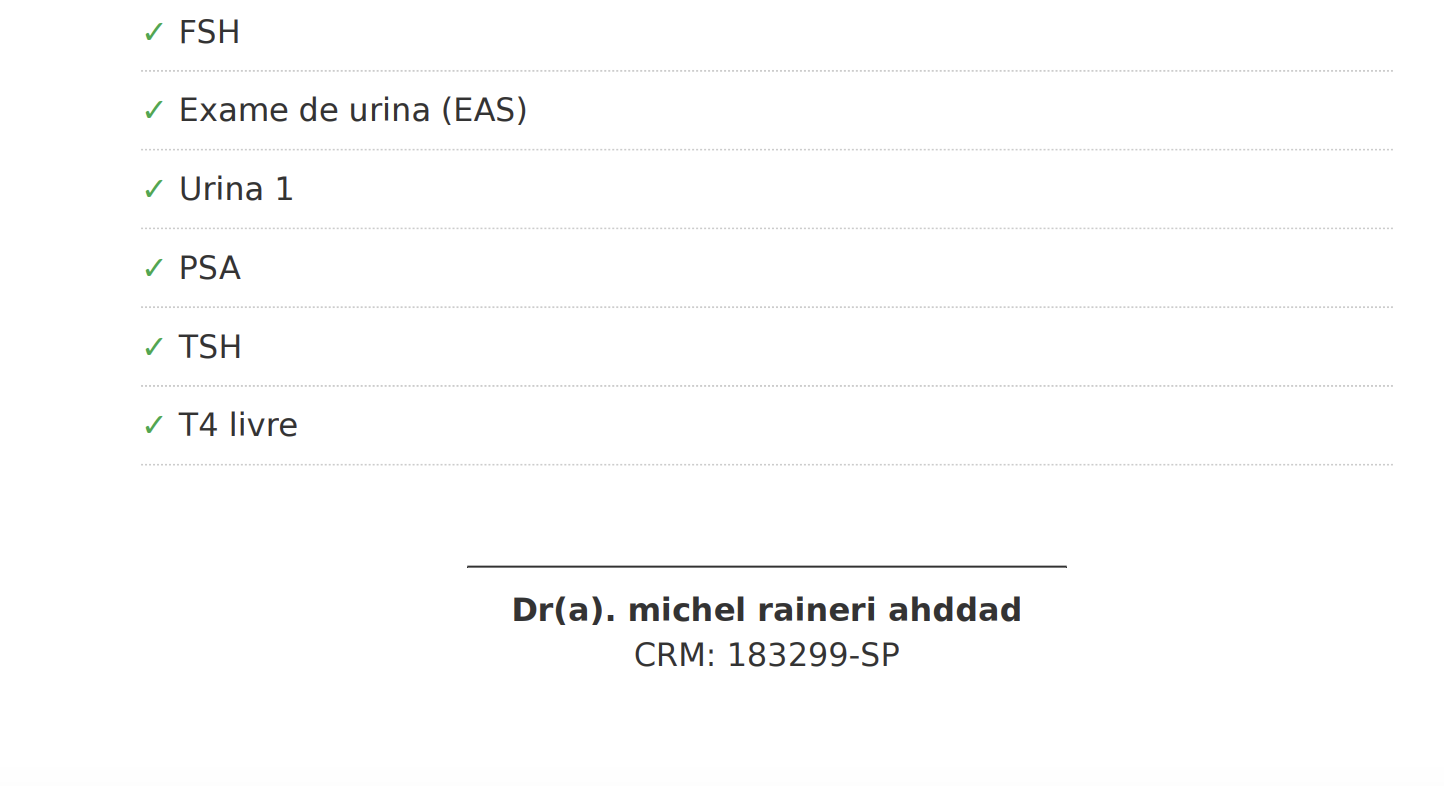 ✓ FSH
✓ Exame de urina (EAS)
✓ Urina 1
✓ PSA
✓ TSH
✓ T4 livre
Dr(a). michel raineri ahddad
CRM: 183299-SP